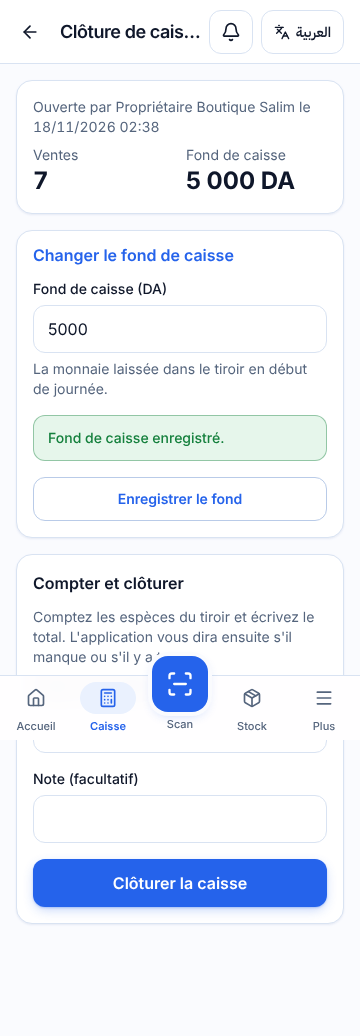 Clôture de cais...
العربية
Ouverte par Propriétaire Boutique Salim le
18/11/2026 02:38
Ventes
Fond de caisse
7
5 000 DA
Changer le fond de caisse
Fond de caisse (DA)
5000
La monnaie laissée dans le tiroir en début
de journée.
Fond de caisse enregistré.
Enregistrer le fond
Compter et clôturer
Comptez les espèces du tiroir et écrivez le
total. L'application vous dira ensuite s'il
manque ou s'il y a
Accueil
Caisse
Scan
Stock
Plus
Note (facultatif)
Clôturer la caisse